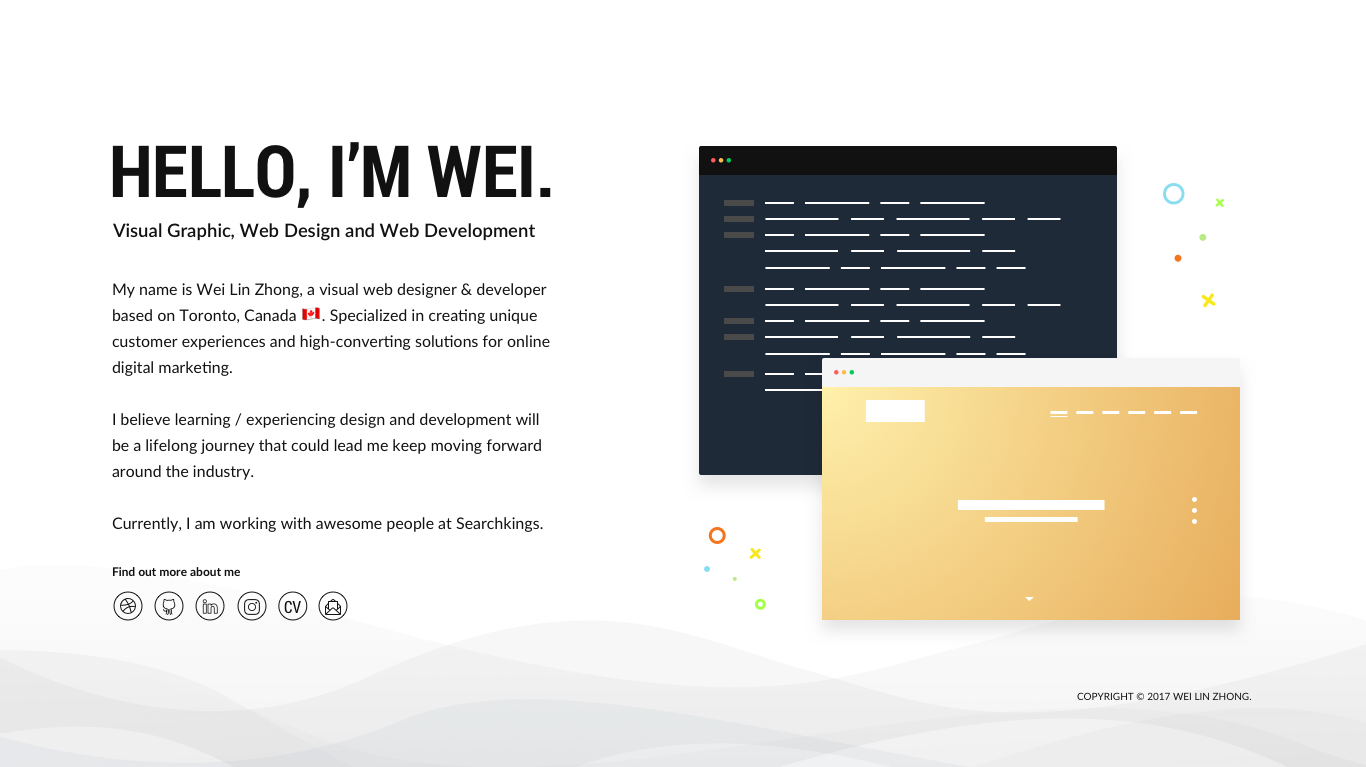 HELLO, I’M WEI.
Visual Graphic, Web Design and Web Development
My name is Wei Lin Zhong, a visual web designer & developer
based on Toronto, Canada 🇨🇦. Specialized in creating unique
customer experiences and high-converting solutions for online
digital marketing.
I believe learning / experiencing design and development will
be a lifelong journey that could lead me keep moving forward
around the industry.
Currently, I am working with awesome people at Searchkings.
Find out more about me
in
CV
COPYRIGHT © 2017 WEI LIN ZHONG.